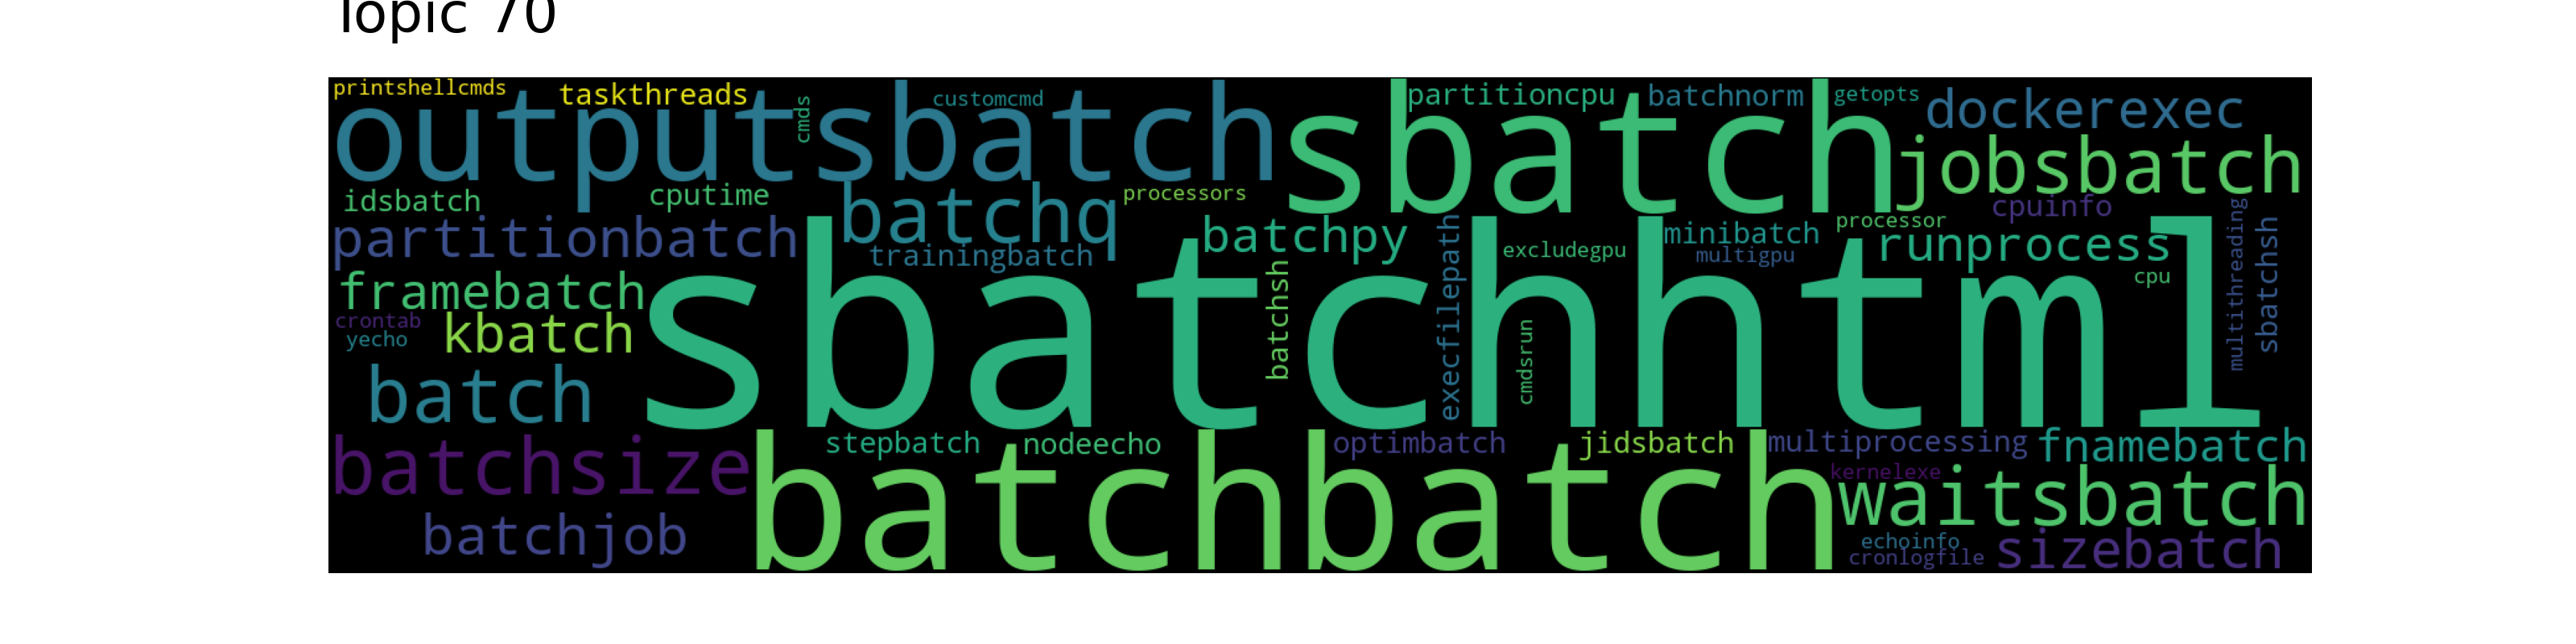 Topic 70
printshellcmds
taskthreads
cmds
customcmd
partitioncpu
batchnorm
getopts
dockerexec
outputsbatch
sbatch
jobsbatch
idsbatch
cputime
batchq
processors
cpuinfo
partitionbatch
trainingbatch
batchpy
excludegpu
minibatch
multigpu
processor
runprocess
cpu
multithreading
sbatchsh
framebatch
crontab
yecho
kbatch
sbatchhtml
batchsh
execfilepath
cmdsrun
batch
batchsize
stepbatch
nodeecho
optimbatch
jidsbatch
multiprocessing
fnamebatch
kernelexe
batchbatch
waitsbatch
batchjob
echoinfo
cronlogfile
sizebatch